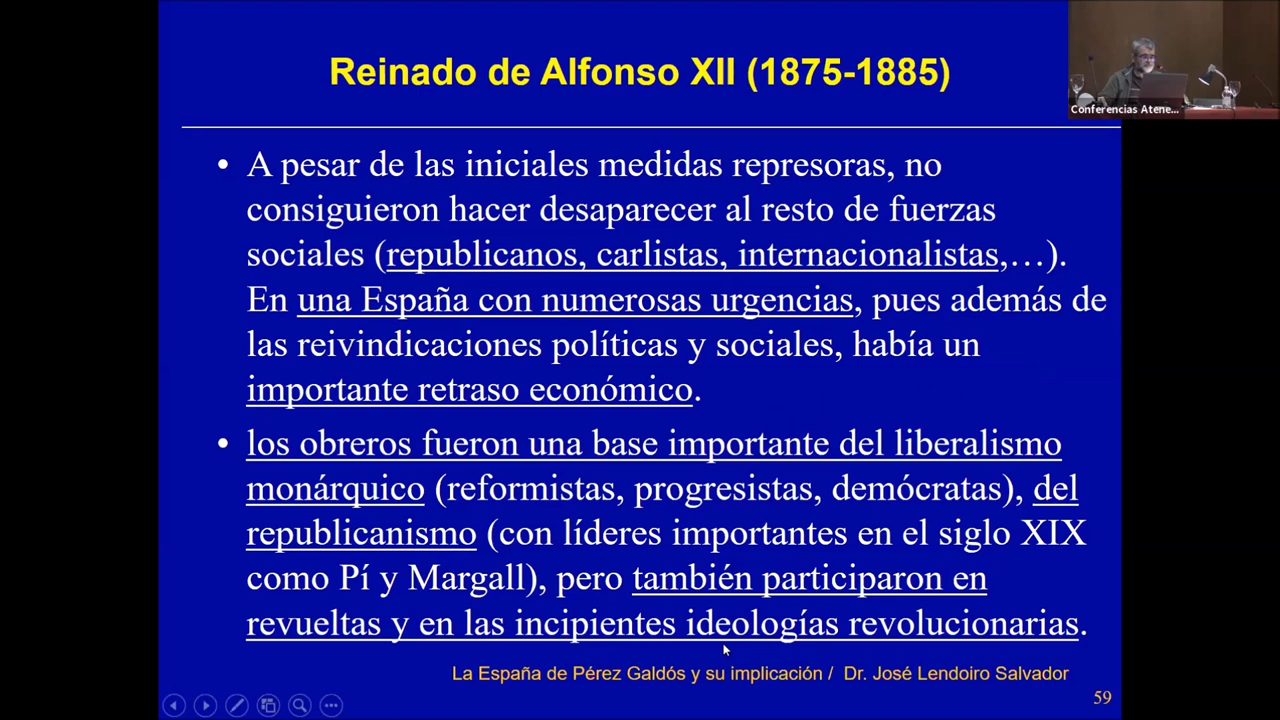 Reinado de Alfonso XII (1875-1885)
Conferencias Atene...
• A pesar de las iniciales medidas represoras, no
consiguieron hacer desaparecer al resto de fuerzas
sociales (republicanos, carlistas, internacionalistas,…).
En una España con numerosas urgencias, pues además de
las reivindicaciones políticas y sociales, había un
importante retraso económico.
• los obreros fueron una base importante del liberalismo
monárquico (reformistas, progresistas, demócratas), del
republicanismo (con líderes importantes en el siglo XIX
como Pí y Margall), pero también participaron en
revueltas y en las incipientes ideologías revolucionarias.
La España de Pérez Galdós y su implicación / Dr. José Lendoiro Salvador
59